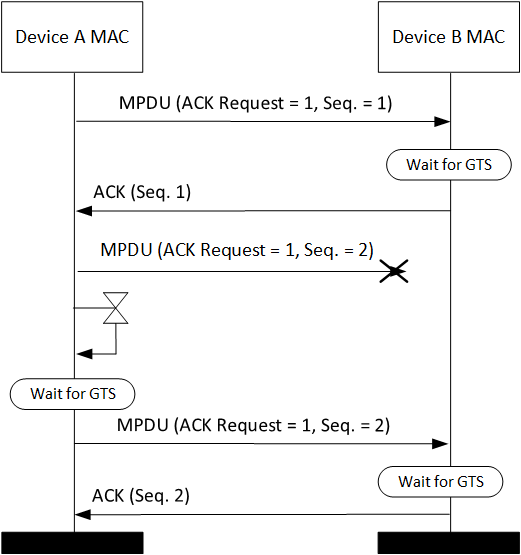 Device A MAC
Device B MAC
MPDU (ACK Request = 1, Seq. = 1)
Wait for GTS
ACK (Seq. 1)
MPDU (ACK Request = 1, Seq. = 2)
Wait for GTS
MPDU (ACK Request = 1, Seq. = 2)
Wait for GTS
ACK (Seq. 2)